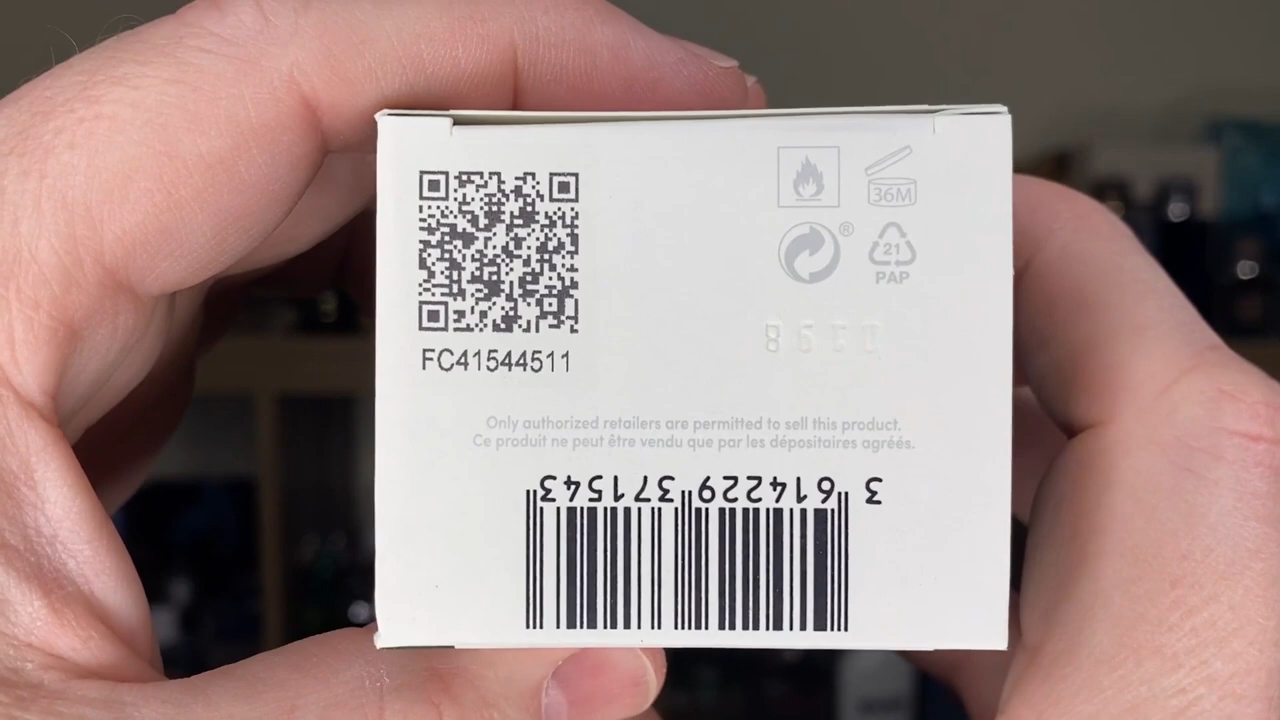 36M
®
21
PAP
FC41544511
Only authorized retailers are permitted to sell this product.
Ce produit ne peut être vendu que par les dépositaires agréés.
3 614229 371543